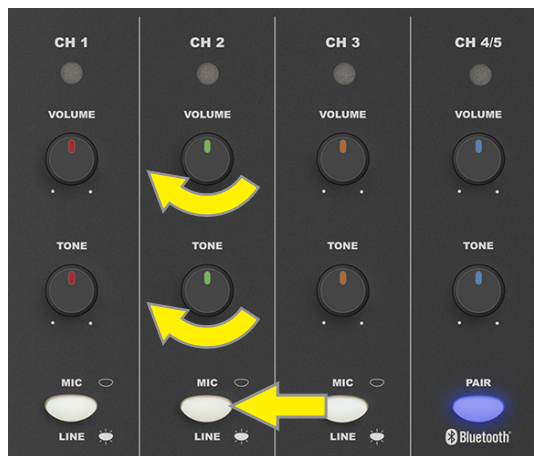 CH 1 CH 2 CH 3 CH 4/5
VOLUME VOLUME VOLUME VOLUME
TONE TONE TONE TONE
MIC MIC MIC PAIR
LINE LINE LINE Bluetooth®